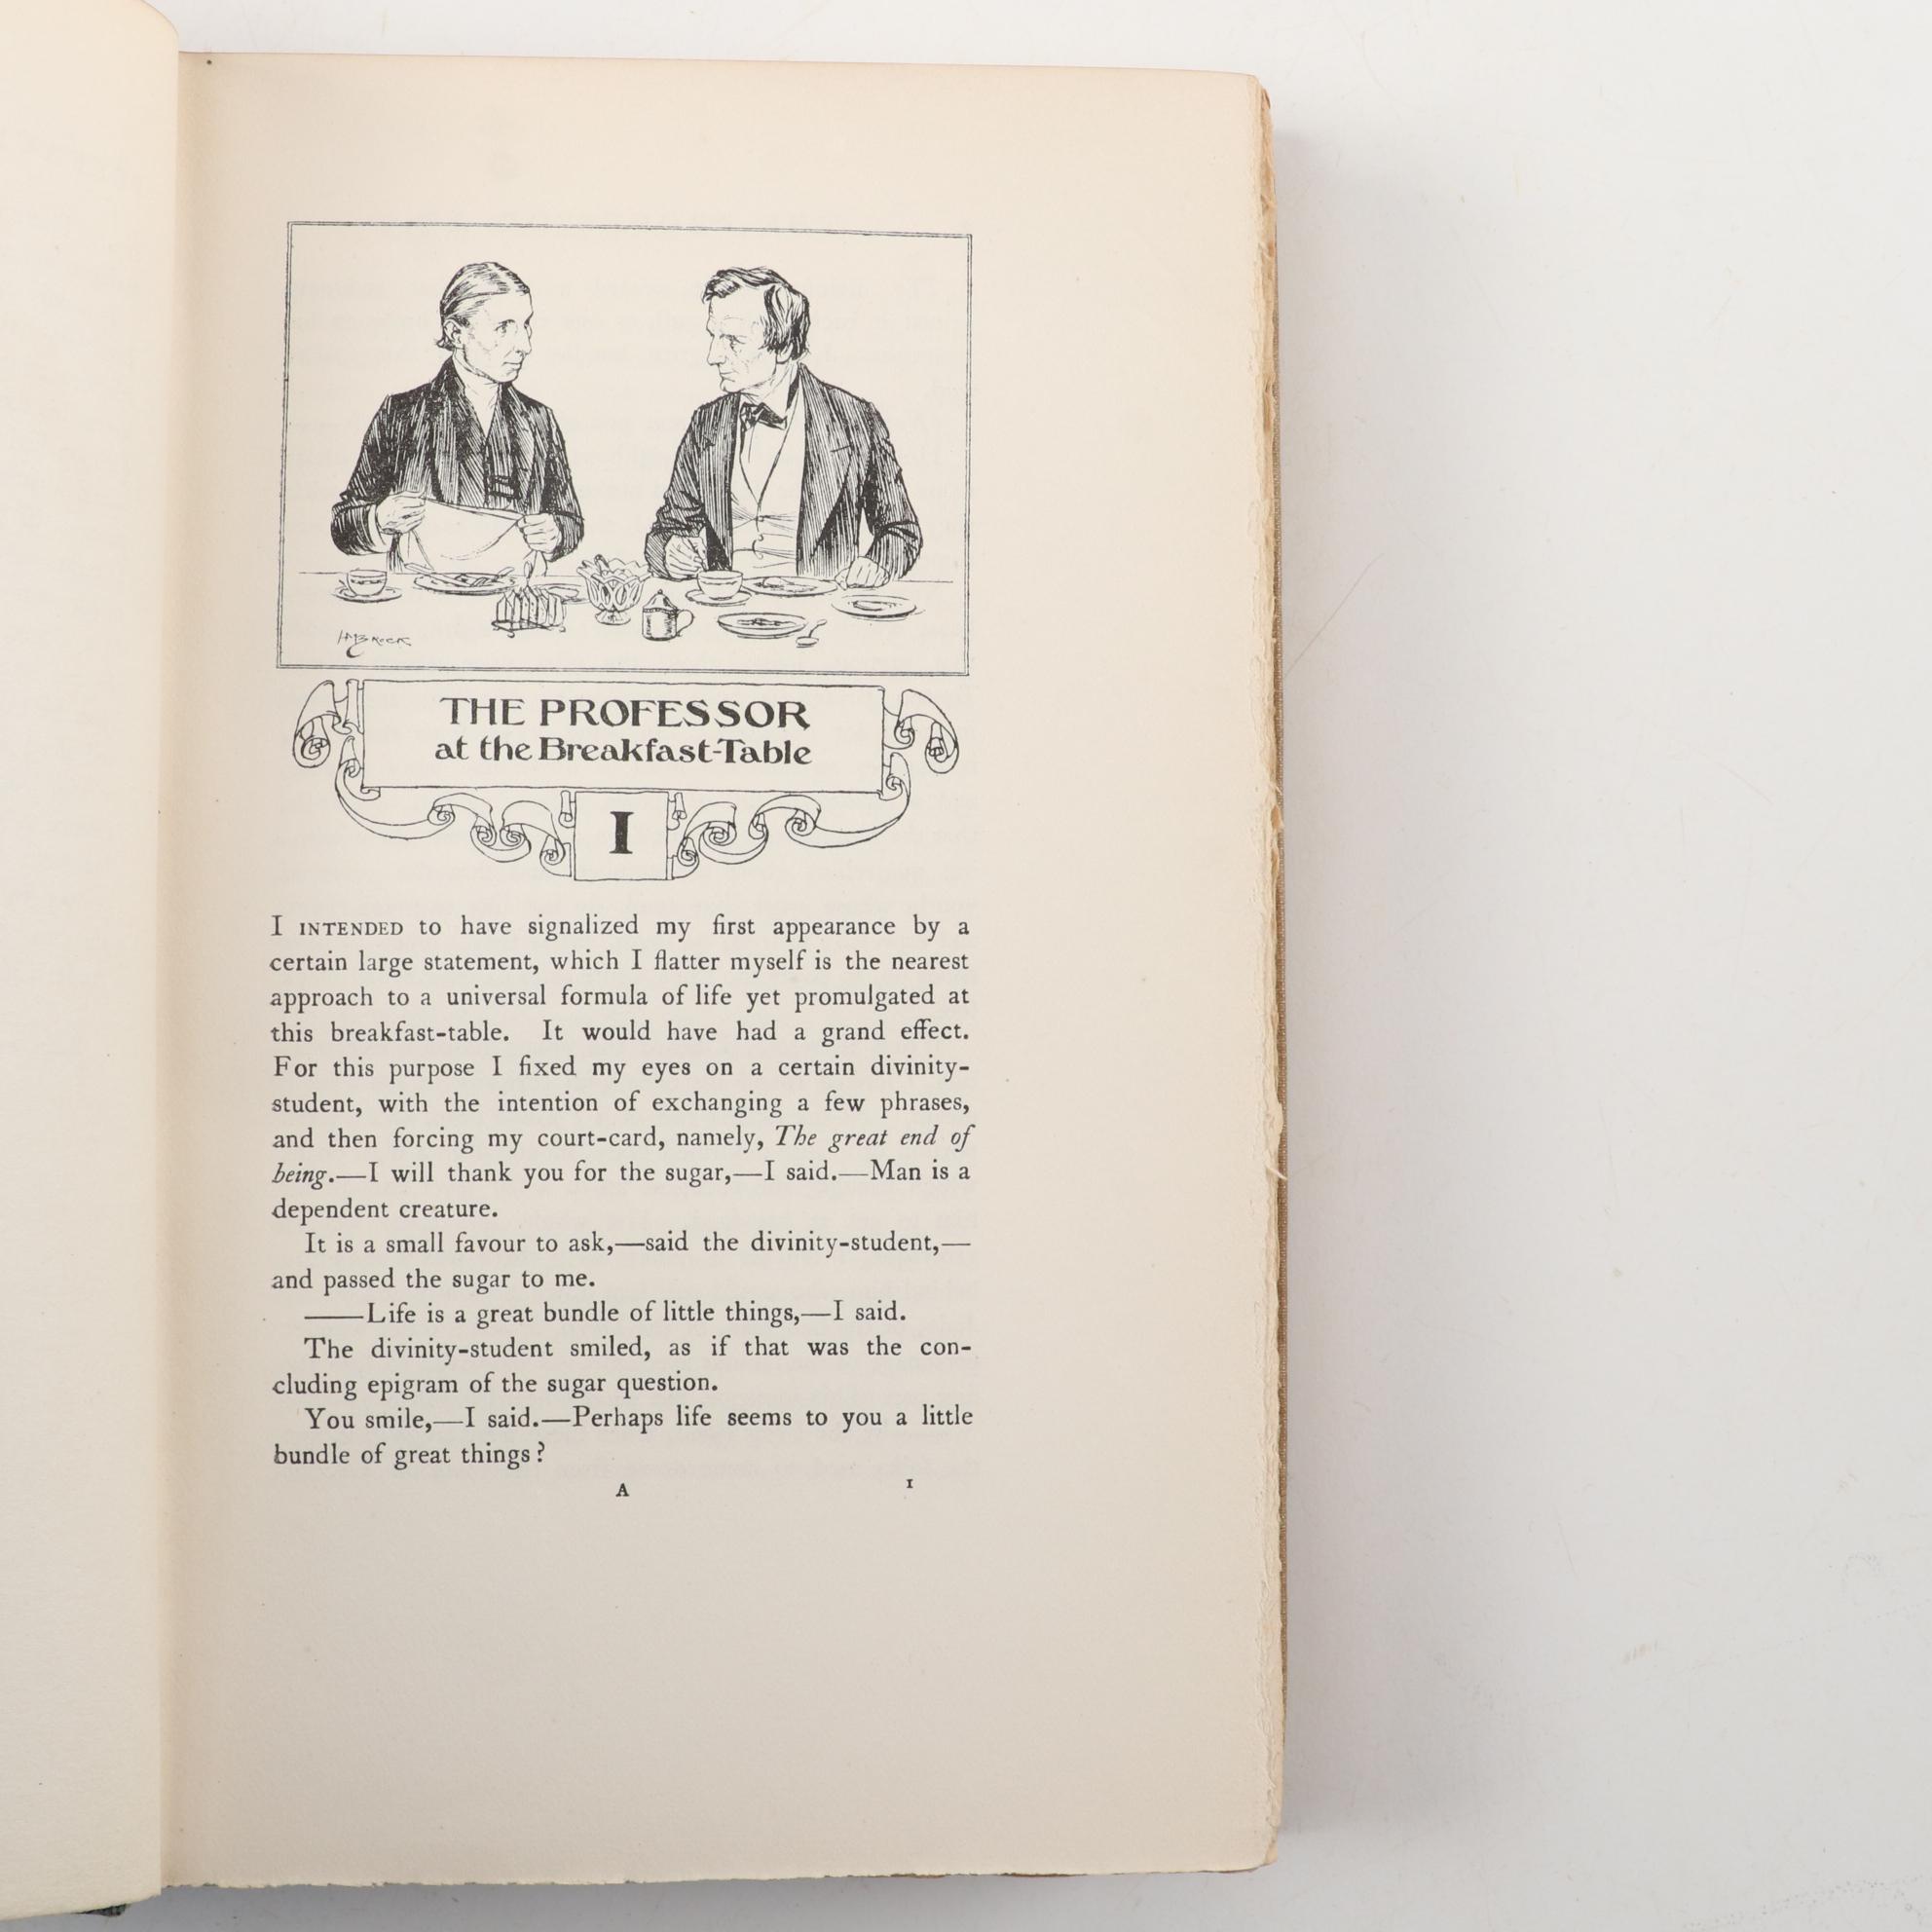 HMBROCK
THE PROFESSOR
at the Breakfast-Table
I
I INTENDED to have signalized my first appearance by a
certain large statement, which I flatter myself is the nearest
approach to a universal formula of life yet promulgated at
this breakfast-table. It would have had a grand effect.
For this purpose I fixed my eyes on a certain divinity-
student, with the intention of exchanging a few phrases,
and then forcing my court-card, namely, The great end of
being.—I will thank you for the sugar,—I said.—Man is a
dependent creature.
It is a small favour to ask,—said the divinity-student,—
and passed the sugar to me.
——Life is a great bundle of little things,—I said.
The divinity-student smiled, as if that was the con-
cluding epigram of the sugar question.
You smile,—I said.—Perhaps life seems to you a little
bundle of great things?
A 1